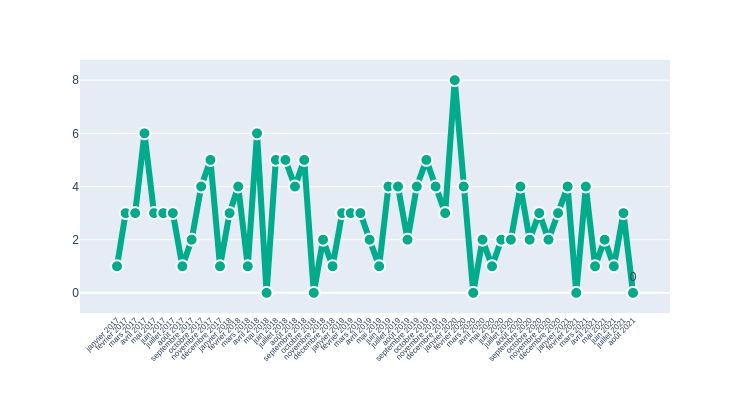 8
6
4
2
0
0
janvier 2017
février 2017
mars 2017
avril 2017
mai 2017
juin 2017
juillet 2017
août 2017
septembre 2017
octobre 2017
novembre 2017
décembre 2017
janvier 2018
février 2018
mars 2018
avril 2018
mai 2018
juin 2018
juillet 2018
août 2018
septembre 2018
octobre 2018
novembre 2018
décembre 2018
janvier 2019
février 2019
mars 2019
avril 2019
mai 2019
juin 2019
juillet 2019
août 2019
septembre 2019
octobre 2019
novembre 2019
décembre 2019
janvier 2020
février 2020
mars 2020
avril 2020
mai 2020
juin 2020
juillet 2020
août 2020
septembre 2020
octobre 2020
novembre 2020
décembre 2020
janvier 2021
février 2021
mars 2021
avril 2021
mai 2021
juin 2021
juillet 2021
août 2021